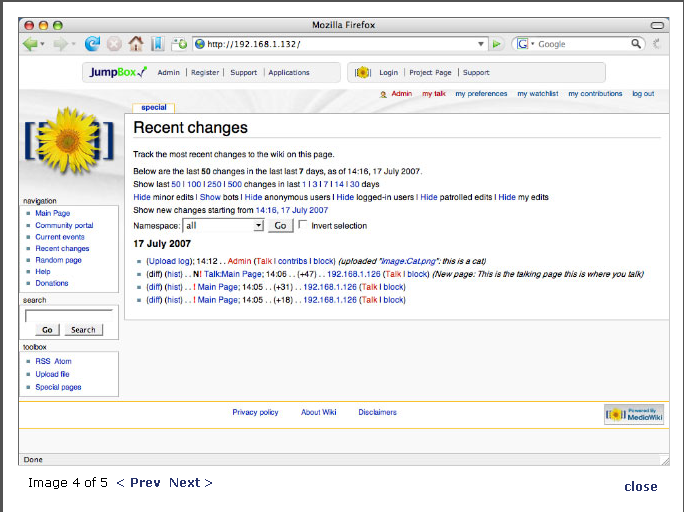 Mozilla Firefox
http://192.168.1.132/
G Google
JumpBox Admin | Register | Support | Applications
Login | Project Page | Support
Admin my talk my preferences my watchlist my contributions log out
special
Recent changes
Track the most recent changes to the wiki on this page.
Below are the last 50 changes in the last last 7 days, as of 14:16, 17 July 2007.
Show last 50 | 100 | 250 | 500 changes in last 1 | 3 | 7 | 14 | 30 days
Hide minor edits | Show bots | Hide anonymous users | Hide logged-in users | Hide patrolled edits | Hide my edits
Show new changes starting from 14:16, 17 July 2007
Namespace: all Go Invert selection
17 July 2007
(Upload log); 14:12 . . Admin (Talk | contribs | block) (uploaded "Image:Cat.png": this is a cat)
(diff) (hist) . . N! Talk:Main Page; 14:06 . . (+47) . . 192.168.1.126 (Talk | block) (New page: This is the talking page this is where you talk)
(diff) (hist) . . ! Main Page; 14:05 . . (+31) . . 192.168.1.126 (Talk | block)
(diff) (hist) . . ! Main Page; 14:05 . . (+18) . . 192.168.1.126 (Talk | block)
navigation
Main Page
Community portal
Current events
Recent changes
Random page
Help
Donations
search
Go Search
toolbox
RSS Atom
Upload file
Special pages
Privacy policy About Wiki Disclaimers
Powered By
MediaWiki
Done
Image 4 of 5 < Prev Next >
close